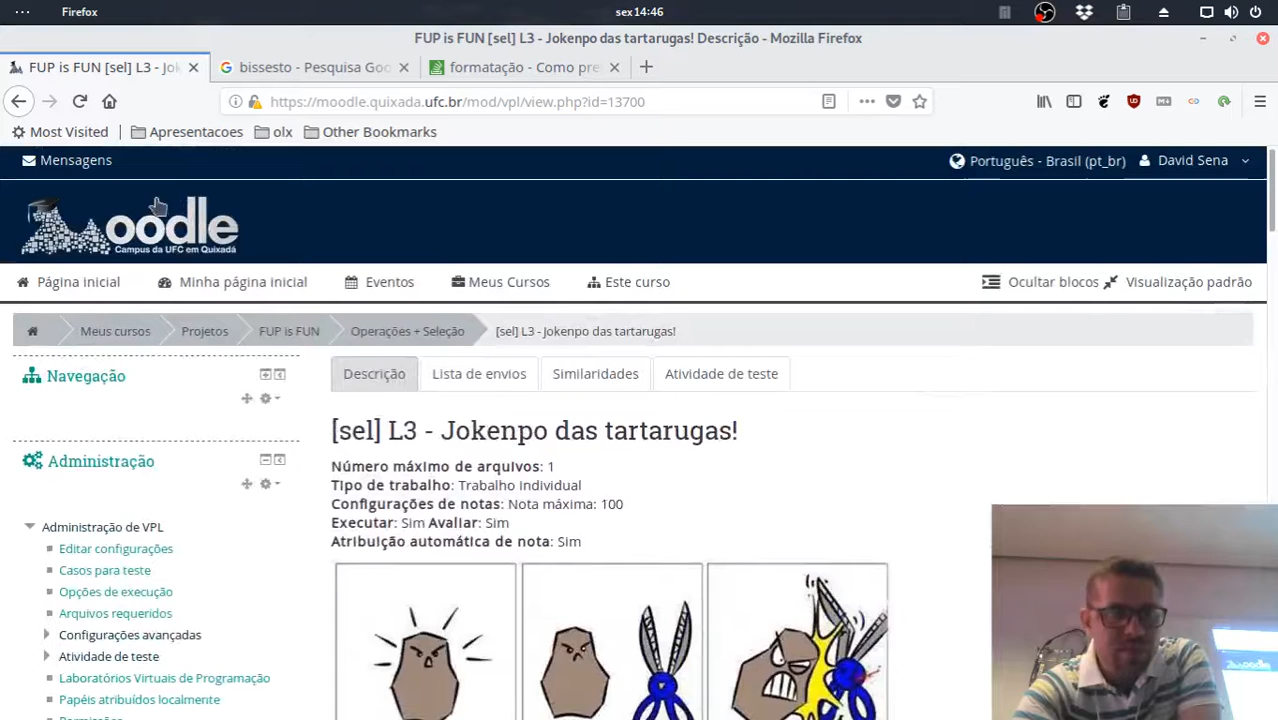 Firefox
sex14:46
FUP is FUN [sel] L3 - Jokenpo das tartarugas! Descrição - Mozilla Firefox
FUP is FUN [sel] L3 - Jok
bissesto - Pesquisa Goo
formatação - Como pre
https://moodle.quixada.ufc.br/mod/vpl/view.php?id=13700
Most Visited
Apresentacoes
olx
Other Bookmarks
Mensagens
Português - Brasil (pt_br)
David Sena
oodle
Campus da UFC em Quixadá
Página inicial
Minha página inicial
Eventos
Meus Cursos
Este curso
Ocultar blocos
Visualização padrão
Meus cursos
Projetos
FUP is FUN
Operações + Seleção
[sel] L3 - Jokenpo das tartarugas!
Navegação
Descrição
Lista de envios
Similaridades
Atividade de teste
[sel] L3 - Jokenpo das tartarugas!
Administração
Número máximo de arquivos: 1
Tipo de trabalho: Trabalho individual
Configurações de notas: Nota máxima: 100
Executar: Sim Avaliar: Sim
Atribuição automática de nota: Sim
Administração de VPL
Editar configurações
Casos para teste
Opções de execução
Arquivos requeridos
Configurações avançadas
Atividade de teste
Laboratórios Virtuais de Programação
Papéis atribuídos localmente